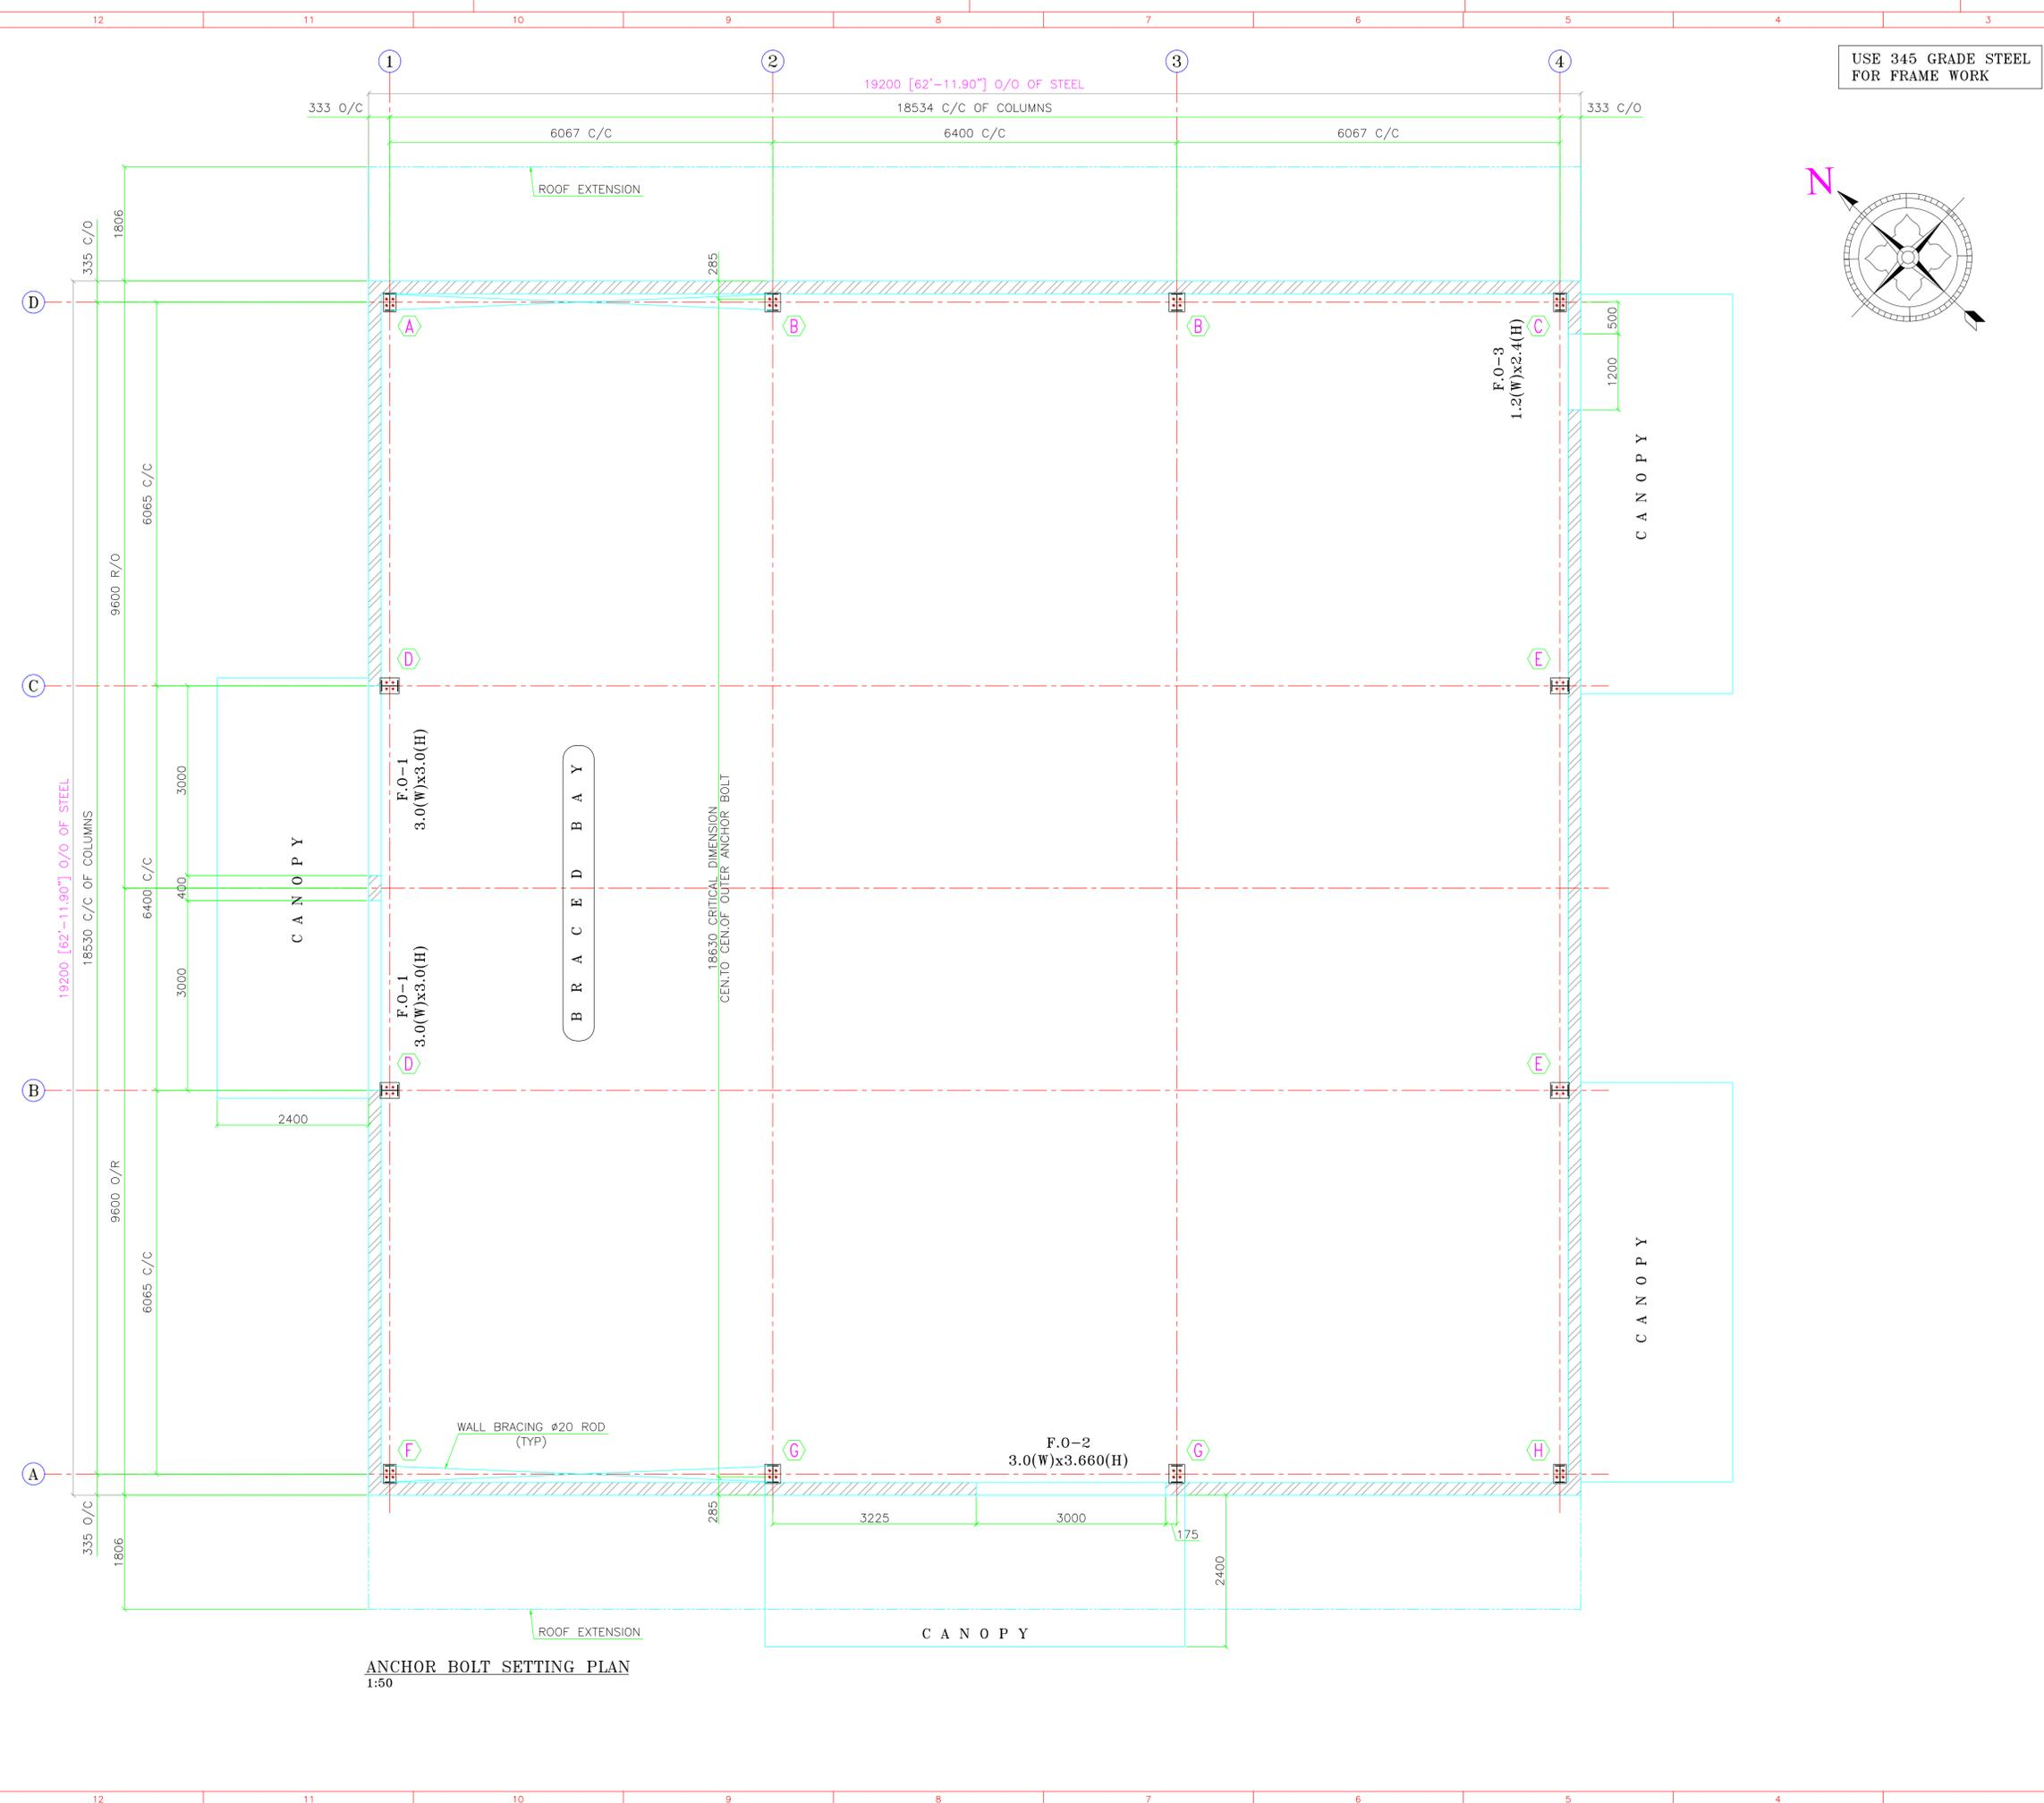 12 11 10 9 8 7 6 5 4 3
1 2 3 4
USE 345 GRADE STEEL
FOR FRAME WORK
19200 [62'-11.90"] O/O OF STEEL
333 O/C
18534 C/C OF COLUMNS
333 C/O
6067 C/C
6400 C/C
6067 C/C
N
ROOF EXTENSION
1806
335 C/O
285
D
A
B
B
C
500
F.O-3
1.2(W)x2.4(H)
1200
CANOPY
6065 C/C
9600 R/O
C
D
E
F.O-1
3.0(W)x3.0(H)
3000
BRACED BAY
18630 CRITICAL DIMENSION
CEN.TO CEN.OF OUTER ANCHOR BOLT
19200 [62'-11.90"] O/O OF STEEL
18530 C/C OF COLUMNS
6400 C/C
400
CANOPY
3000
F.O-1
3.0(W)x3.0(H)
B
D
E
2400
9600 O/R
6065 C/C
CANOPY
WALL BRACING ø20 ROD
(TYP)
F.O-2
3.0(W)x3.660(H)
A
F
G
G
H
335 O/C
1806
285
3225
3000
175
2400
ROOF EXTENSION
CANOPY
ANCHOR BOLT SETTING PLAN
1:50
12 11 10 9 8 7 6 5 4